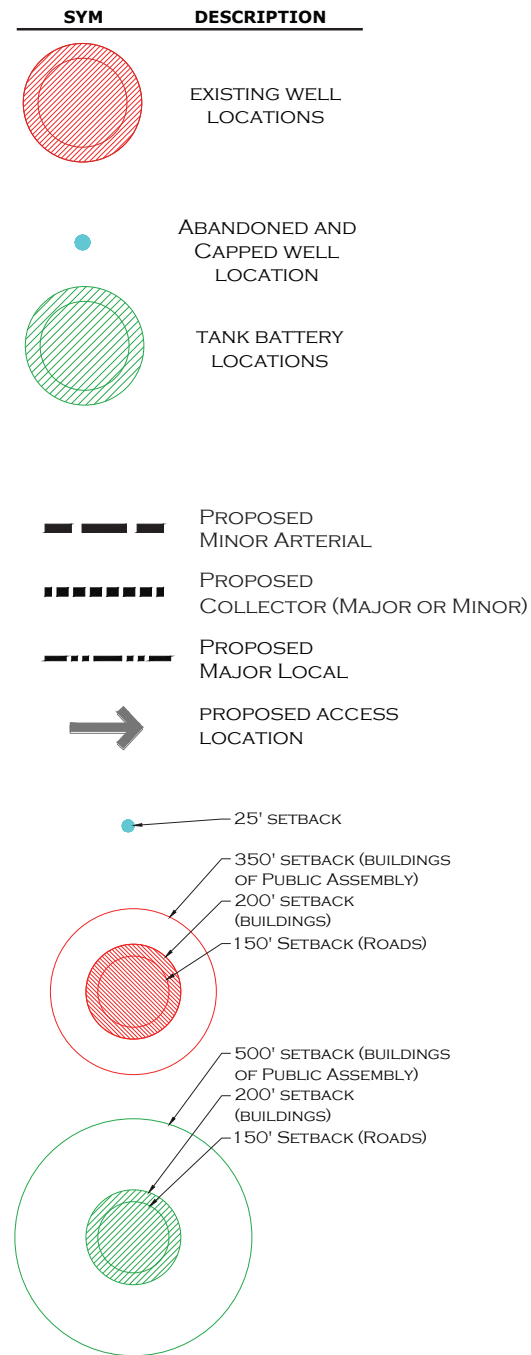 SYM DESCRIPTION
EXISTING WELL
LOCATIONS
ABANDONED AND
CAPPED WELL
LOCATION
TANK BATTERY
LOCATIONS
PROPOSED
MINOR ARTERIAL
PROPOSED
COLLECTOR (MAJOR OR MINOR)
PROPOSED
MAJOR LOCAL
PROPOSED ACCESS
LOCATION
25' SETBACK
350' SETBACK (BUILDINGS
OF PUBLIC ASSEMBLY)
200' SETBACK
(BUILDINGS)
150' SETBACK (ROADS)
500' SETBACK (BUILDINGS
OF PUBLIC ASSEMBLY)
200' SETBACK
(BUILDINGS)
150' SETBACK (ROADS)